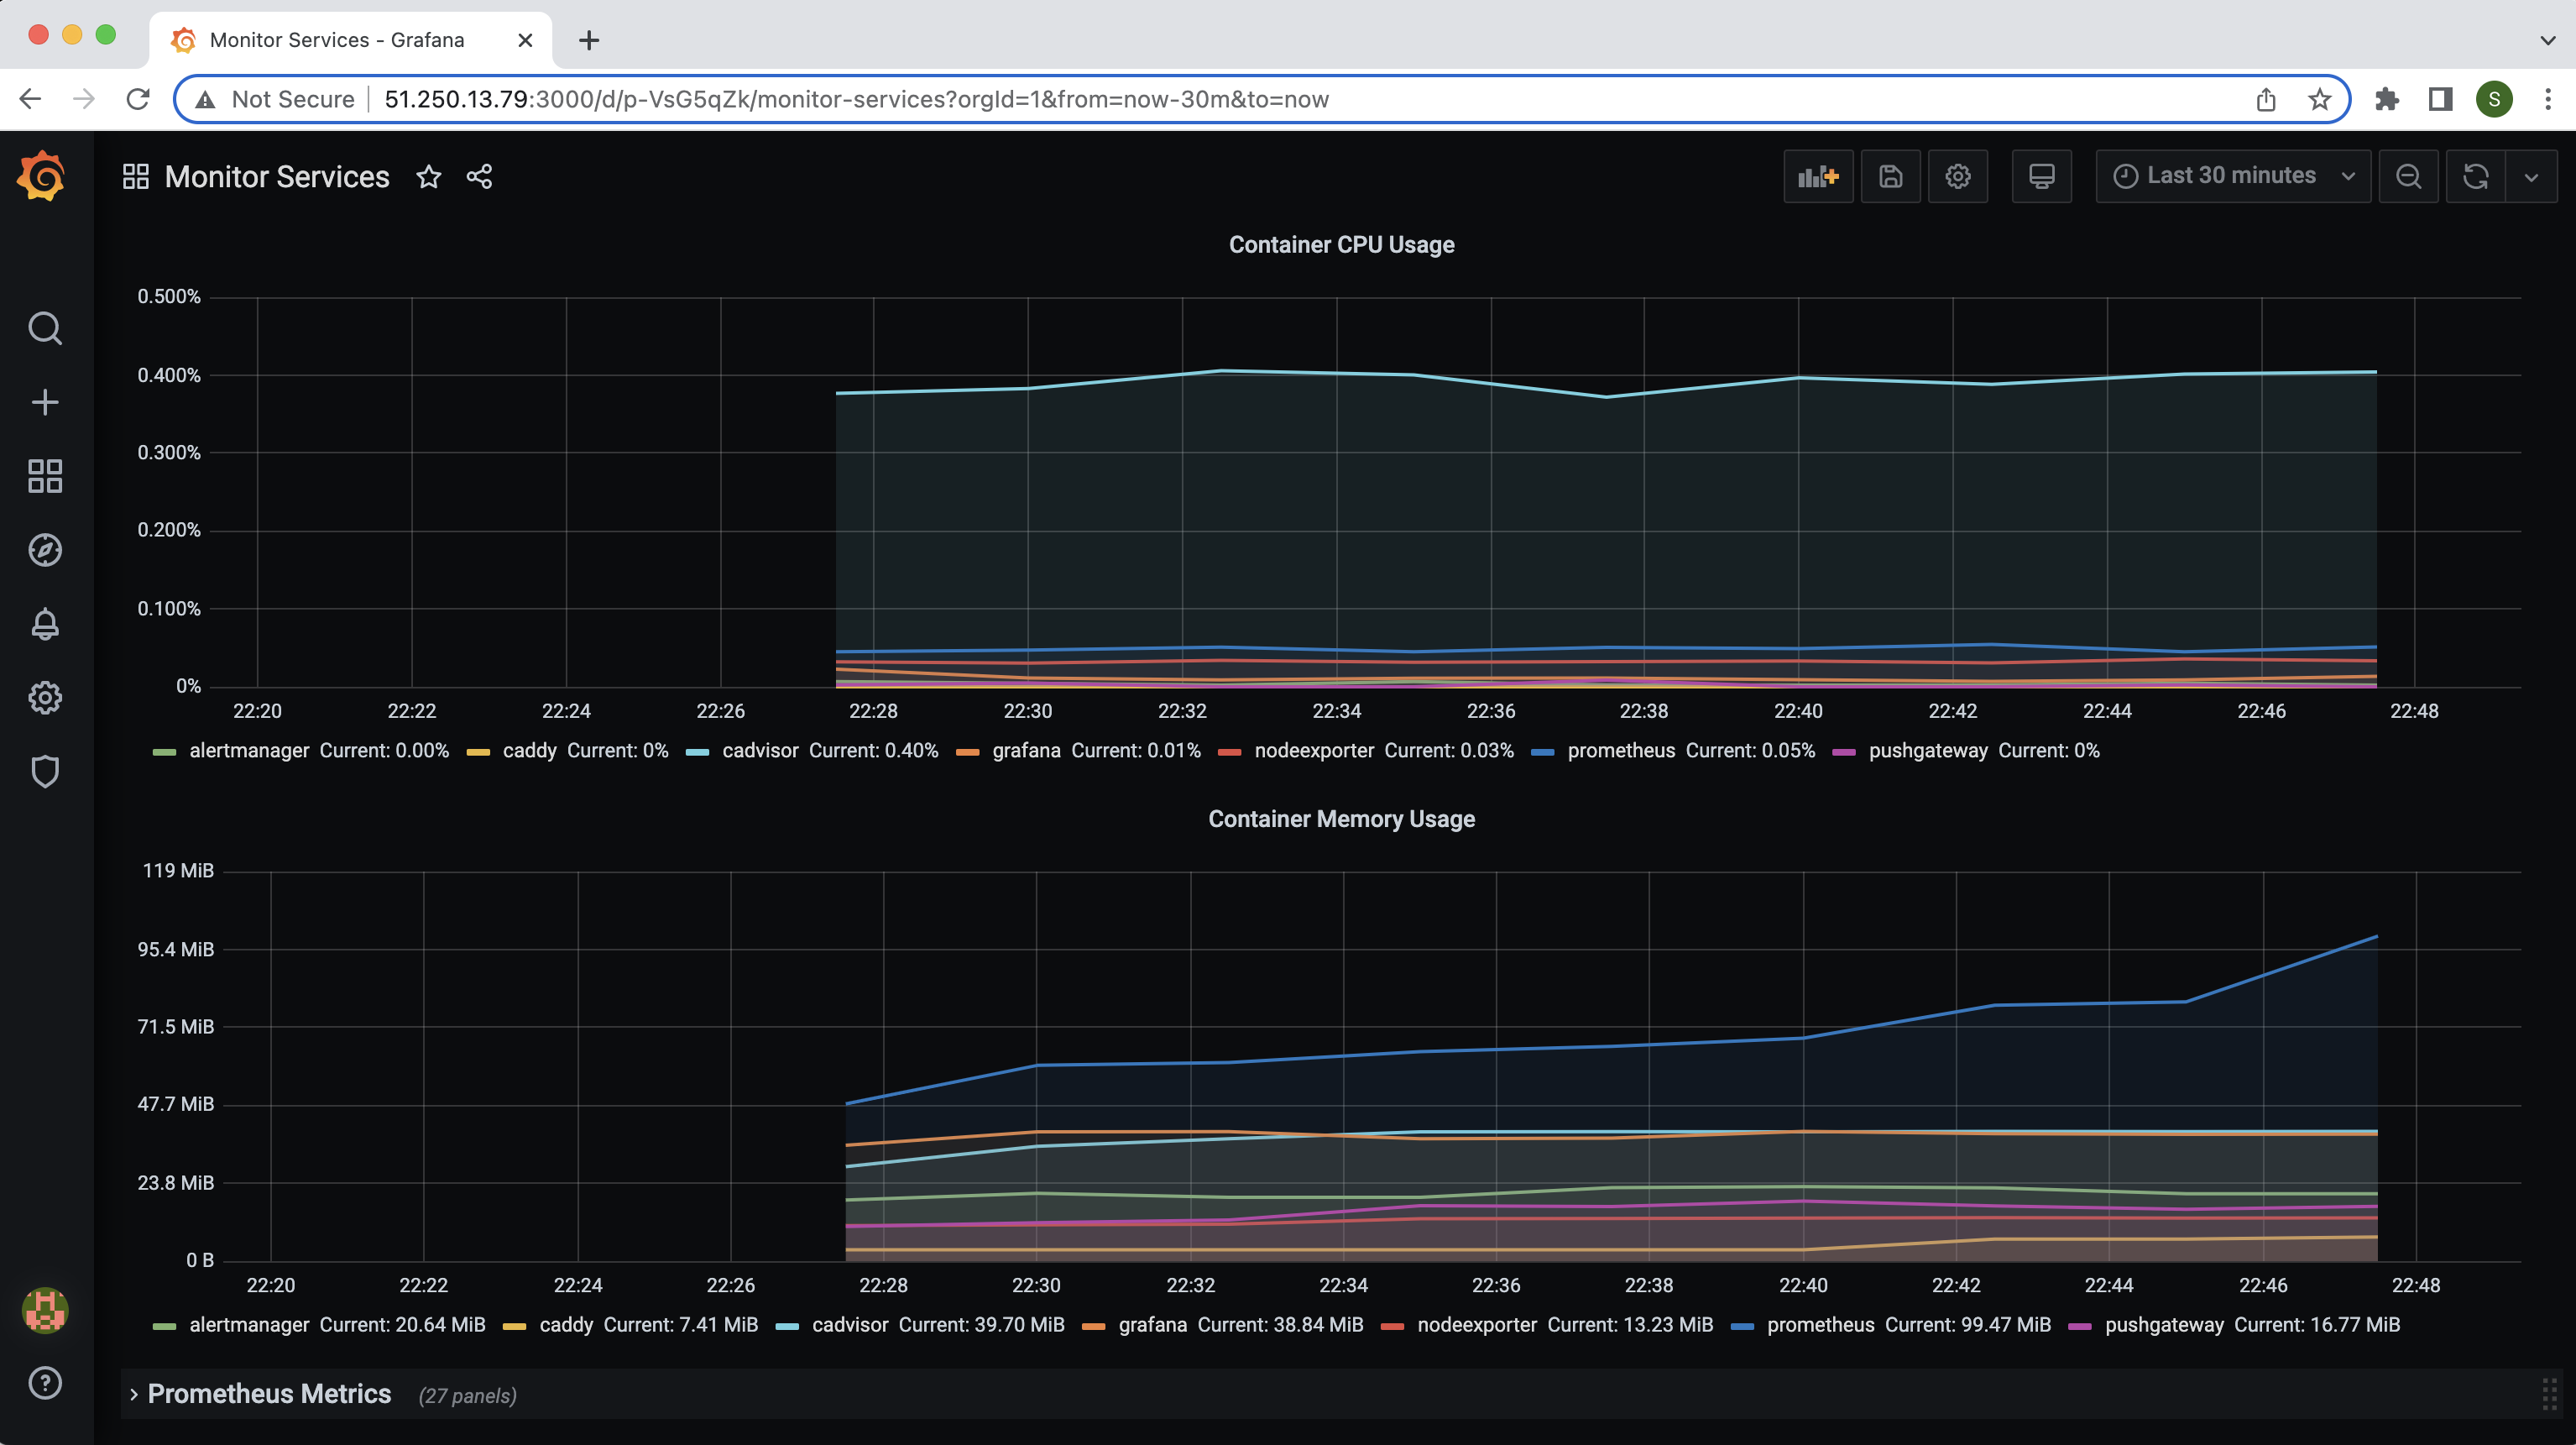 Monitor Services - Grafana
Not Secure 51.250.13.79:3000/d/p-VsG5qZk/monitor-services?orgId=1&from=now-30m&to=now S
Monitor Services Last 30 minutes
Container CPU Usage
0.500%
0.400%
0.300%
0.200%
0.100%
0%
22:20 22:22 22:24 22:26 22:28 22:30 22:32 22:34 22:36 22:38 22:40 22:42 22:44 22:46 22:48
alertmanager Current: 0.00% caddy Current: 0% cadvisor Current: 0.40% grafana Current: 0.01% nodeexporter Current: 0.03% prometheus Current: 0.05% pushgateway Current: 0%
Container Memory Usage
119 MiB
95.4 MiB
71.5 MiB
47.7 MiB
23.8 MiB
0 B
22:20 22:22 22:24 22:26 22:28 22:30 22:32 22:34 22:36 22:38 22:40 22:42 22:44 22:46 22:48
alertmanager Current: 20.64 MiB caddy Current: 7.41 MiB cadvisor Current: 39.70 MiB grafana Current: 38.84 MiB nodeexporter Current: 13.23 MiB prometheus Current: 99.47 MiB pushgateway Current: 16.77 MiB
Prometheus Metrics (27 panels)